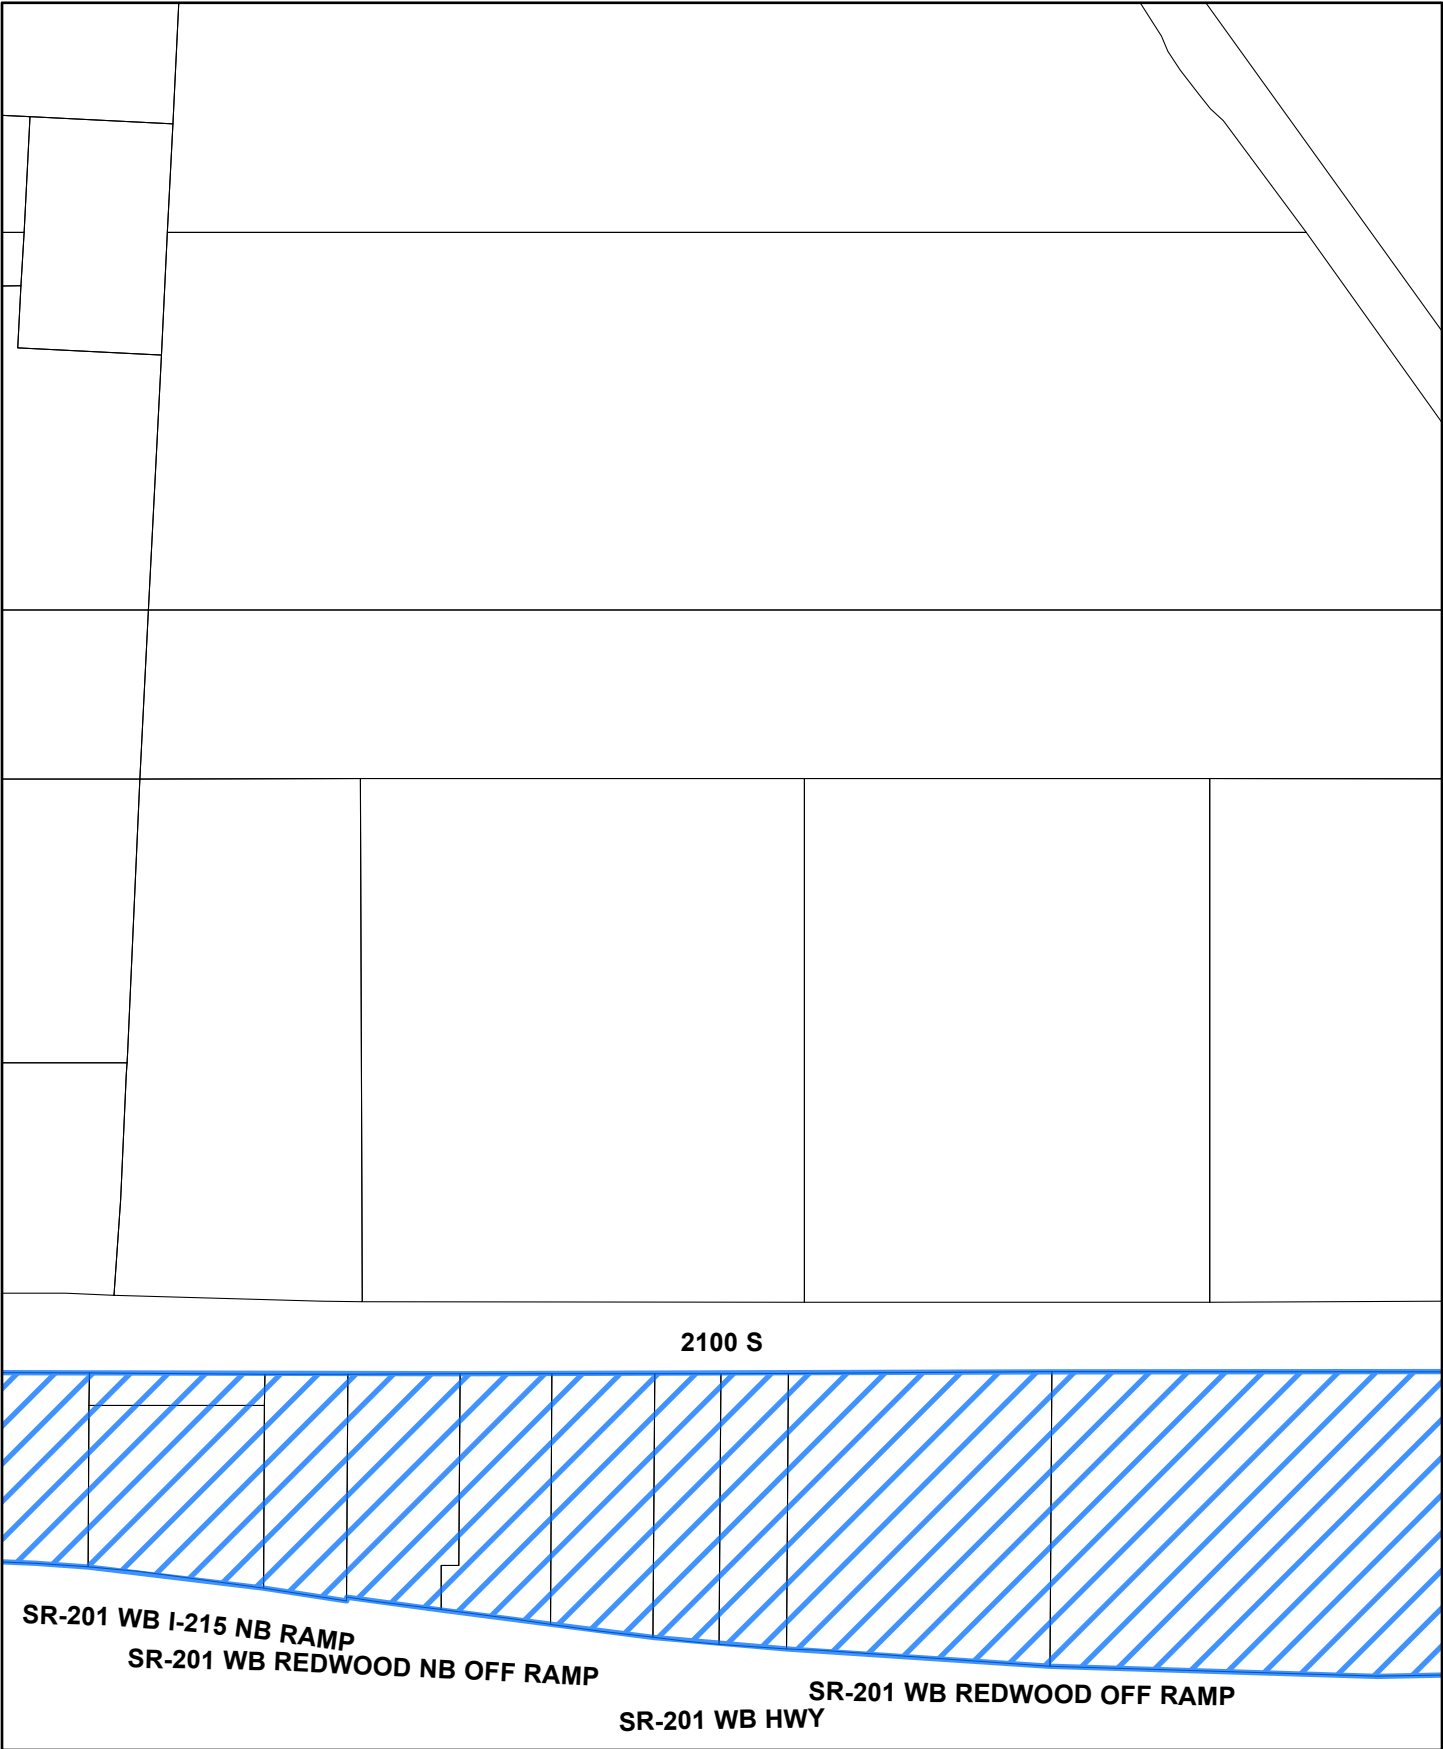 2100 S
SR-201 WB I-215 NB RAMP
SR-201 WB REDWOOD NB OFF RAMP
SR-201 WB REDWOOD OFF RAMP
SR-201 WB HWY